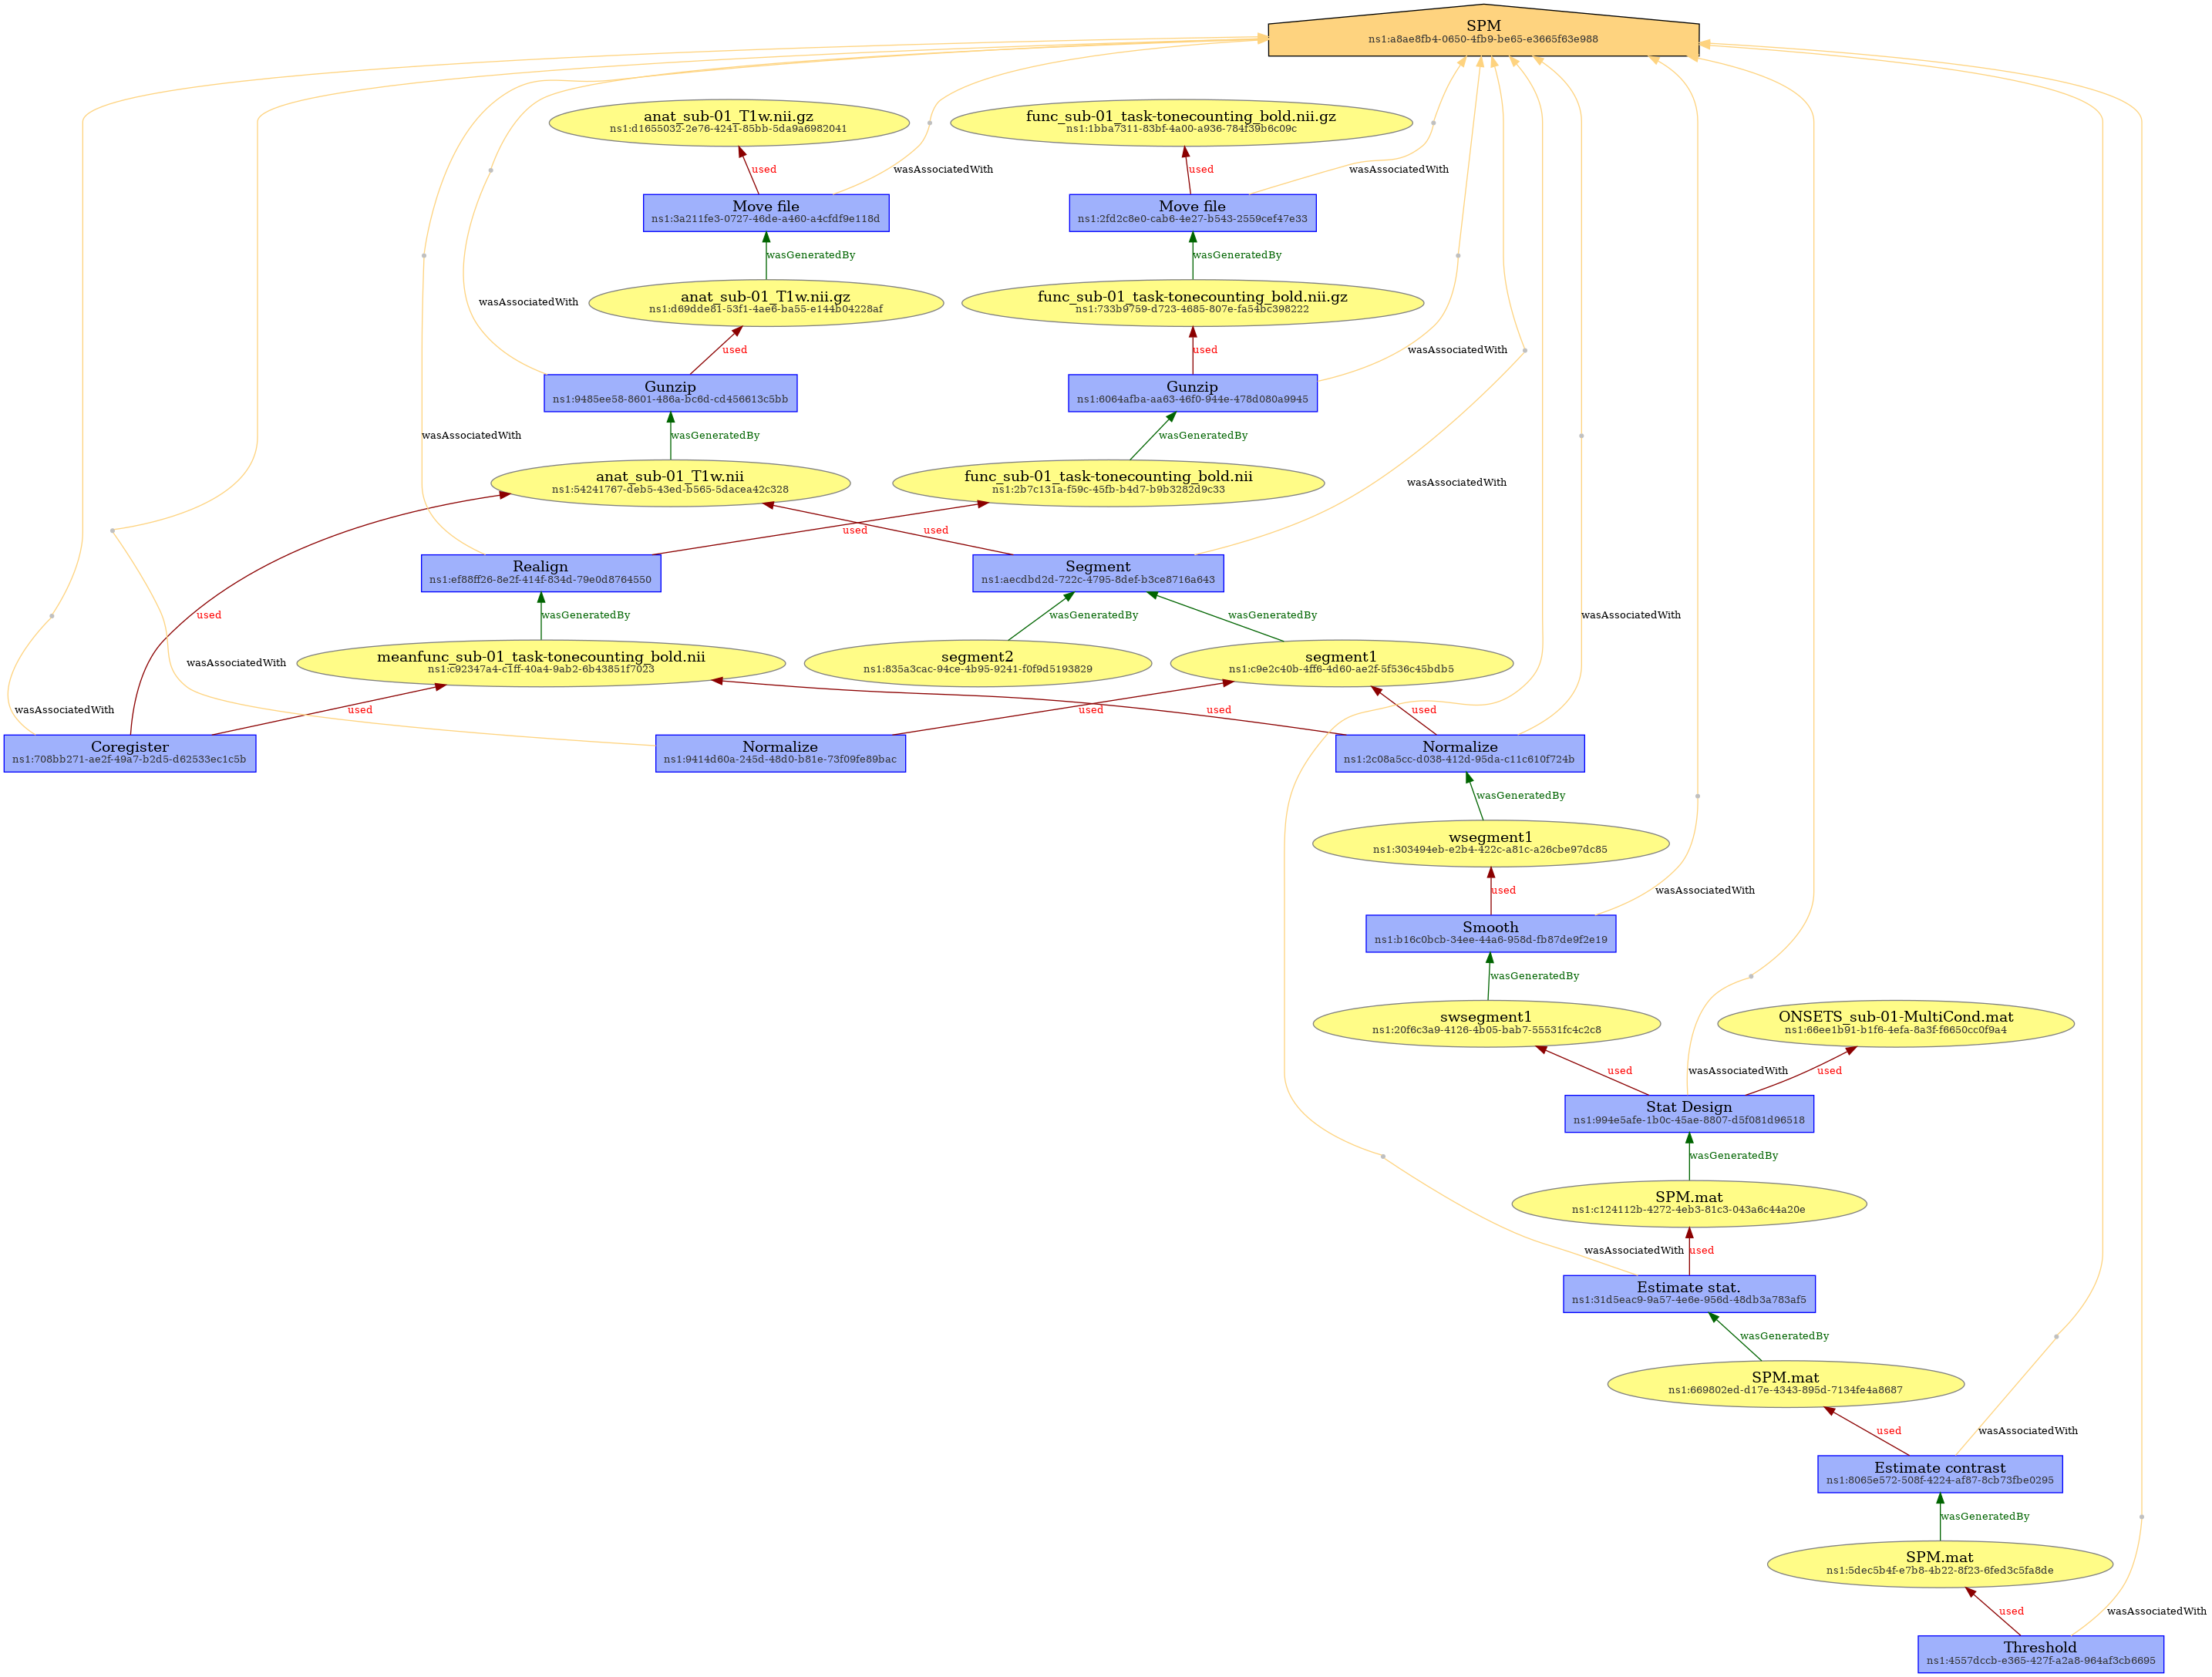 SPM
ns1:a8ae8fb4-0650-4fb9-be65-e3665f63e988
anat_sub-01_T1w.nii.gz
ns1:d1655032-2e76-4241-85bb-5da9a6982041
func_sub-01_task-tonecounting_bold.nii.gz
ns1:1bba7311-83bf-4a00-a936-784f39b6c09c
used
wasAssociatedWith
used
wasAssociatedWith
Move file
ns1:3a211fe3-0727-46de-a460-a4cfdf9e118d
Move file
ns1:2fd2c8e0-cab6-4e27-b543-2559cef47e33
wasGeneratedBy
wasGeneratedBy
wasAssociatedWith
anat_sub-01_T1w.nii.gz
ns1:d69dde81-53f1-4ae6-ba55-e144b04228af
func_sub-01_task-tonecounting_bold.nii.gz
ns1:733b9759-d723-4685-807e-fa54bc398222
used
used
wasAssociatedWith
Gunzip
ns1:9485ee58-8601-486a-bc6d-cd456613c5bb
Gunzip
ns1:6064afba-aa63-46f0-944e-478d080a9945
wasAssociatedWith
wasGeneratedBy
wasGeneratedBy
anat_sub-01_T1w.nii
ns1:54241767-deb5-43ed-b565-5dacea42c328
func_sub-01_task-tonecounting_bold.nii
ns1:2b7c131a-f59c-45fb-b4d7-b9b3282d9c33
wasAssociatedWith
used
used
Realign
ns1:ef88ff26-8e2f-414f-834d-79e0d8764550
Segment
ns1:aecdbd2d-722c-4795-8def-b3ce8716a643
used
wasGeneratedBy
wasGeneratedBy
wasGeneratedBy
wasAssociatedWith
wasAssociatedWith
meanfunc_sub-01_task-tonecounting_bold.nii
ns1:c92347a4-c1ff-40a4-9ab2-6b43851f7023
segment2
ns1:835a3cac-94ce-4b95-9241-f0f9d5193829
segment1
ns1:c9e2c40b-4ff6-4d60-ae2f-5f536c45bdb5
wasAssociatedWith
used
used
used
used
Coregister
ns1:708bb271-ae2f-49a7-b2d5-d62533ec1c5b
Normalize
ns1:9414d60a-245d-48d0-b81e-73f09fe89bac
Normalize
ns1:2c08a5cc-d038-412d-95da-c11c610f724b
wasGeneratedBy
wsegment1
ns1:303494eb-e2b4-422c-a81c-a26cbe97dc85
used
wasAssociatedWith
Smooth
ns1:b16c0bcb-34ee-44a6-958d-fb87de9f2e19
wasGeneratedBy
swsegment1
ns1:20f6c3a9-4126-4b05-bab7-55531fc4c2c8
ONSETS_sub-01-MultiCond.mat
ns1:66ee1b91-b1f6-4efa-8a3f-f6650cc0f9a4
used
wasAssociatedWith
used
Stat Design
ns1:994e5afe-1b0c-45ae-8807-d5f081d96518
wasGeneratedBy
SPM.mat
ns1:c124112b-4272-4eb3-81c3-043a6c44a20e
wasAssociatedWith
used
Estimate stat.
ns1:31d5eac9-9a57-4e6e-956d-48db3a783af5
wasGeneratedBy
SPM.mat
ns1:669802ed-d17e-4343-895d-7134fe4a8687
used
wasAssociatedWith
Estimate contrast
ns1:8065e572-508f-4224-af87-8cb73fbe0295
wasGeneratedBy
SPM.mat
ns1:5dec5b4f-e7b8-4b22-8f23-6fed3c5fa8de
used
wasAssociatedWith
Threshold
ns1:4557dccb-e365-427f-a2a8-964af3cb6695